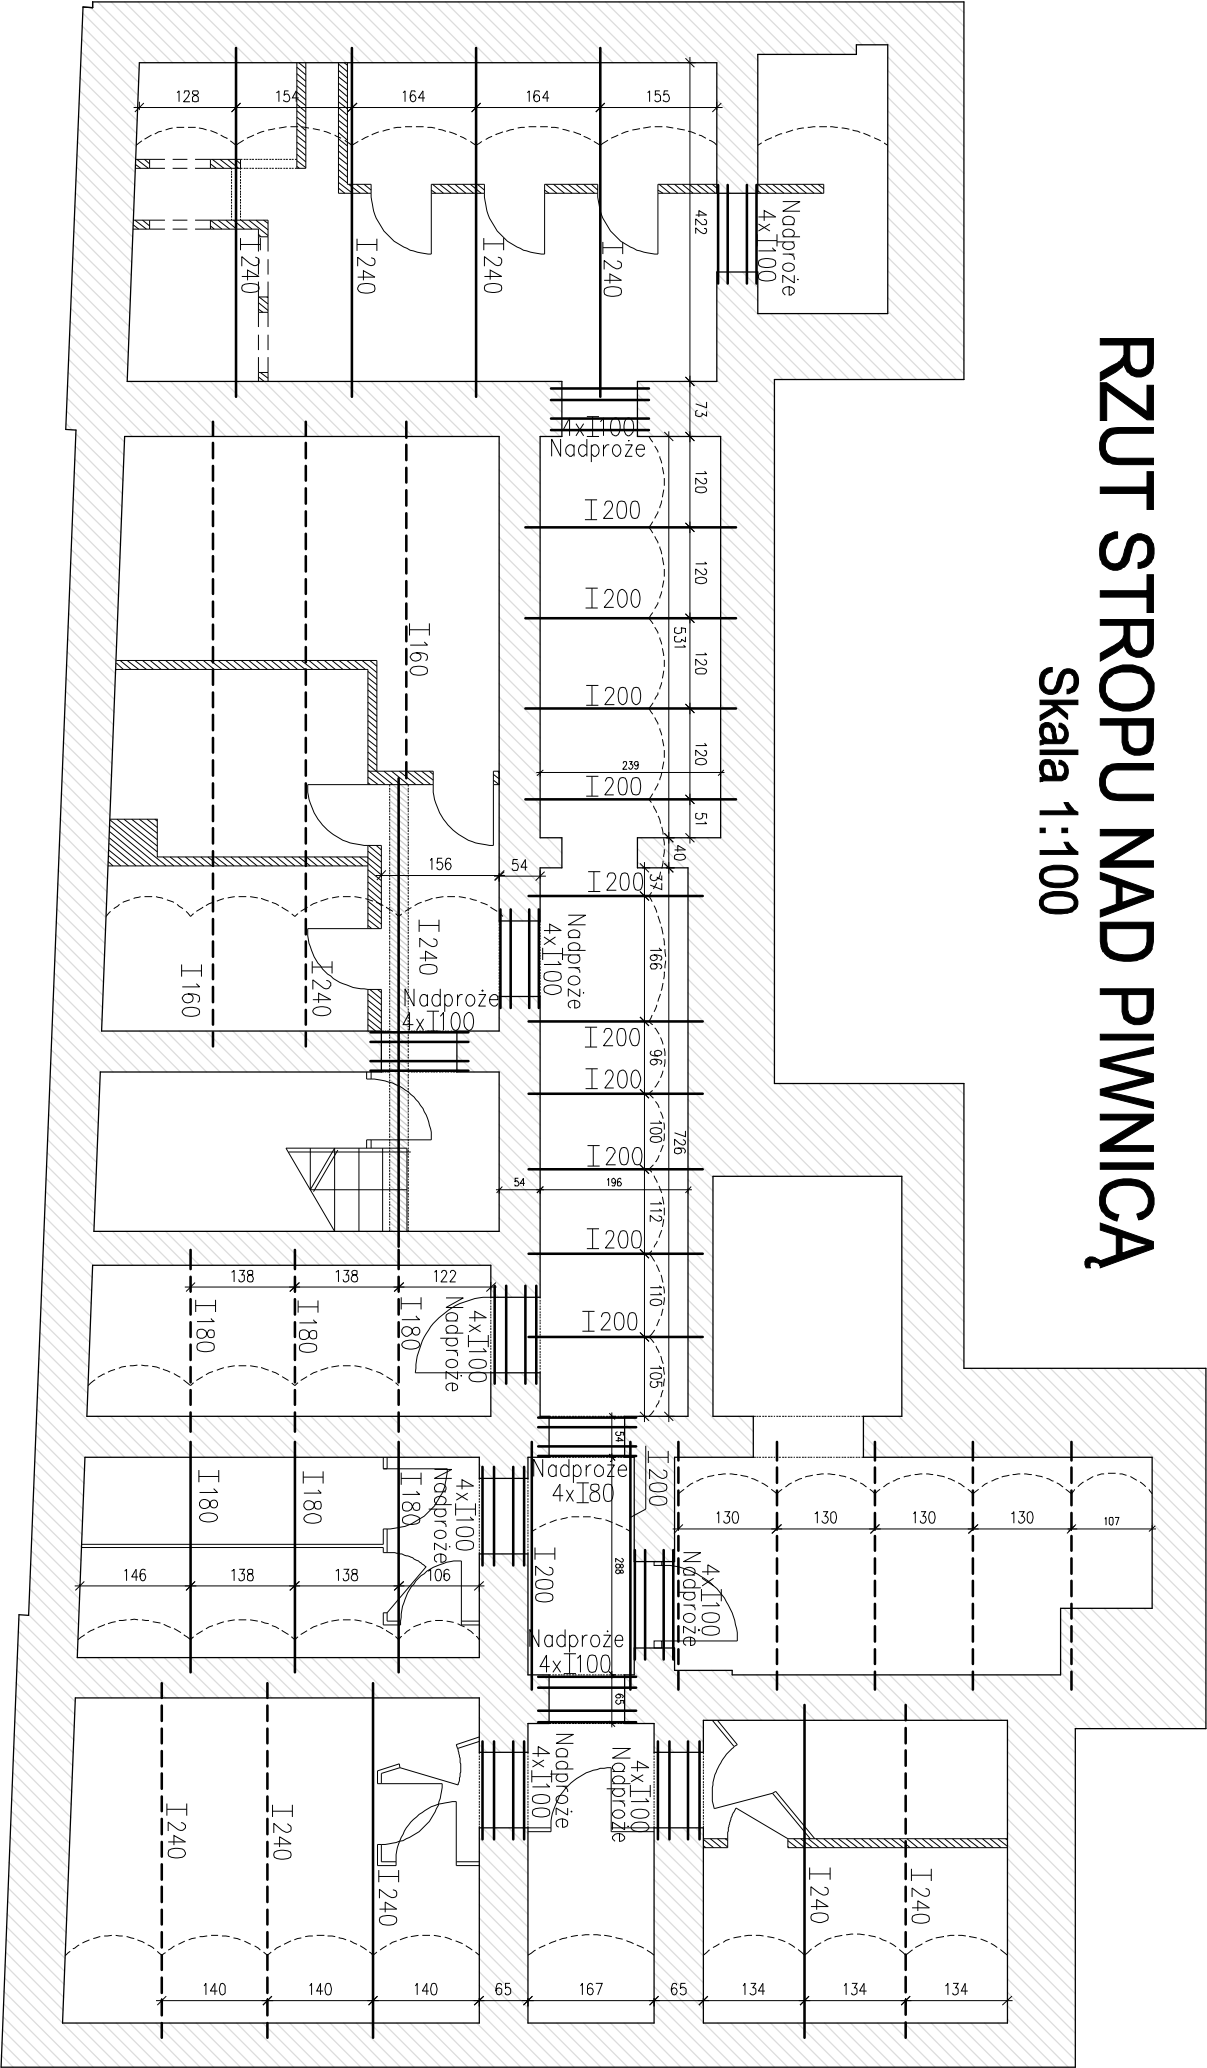 RZUT STROPU NAD PIWNICĄ
Skala 1:100
128
154
164
164
155
422
Nadproże
4xI100
I240
I240
I240
I240
73
4xI100
Nadproże
120
I200
120
I200
531
120
I200
120
239
I200
51
40
I160
156
54
I200
37
Nadproże
4xI100
166
I240
I160
I240
Nadproże
4xI100
I200
96
I200
100
726
I200
54
196
112
I200
110
I200
105
138
138
122
I180
I180
I180
4xI100
Nadproże
54
Nadproże
4xI80
I200
I180
I180
I180
4xI100
Nadproże
130
130
130
130
107
I200
288
4xI100
Nadproże
146
138
138
106
Nadproże
4xI100
65
Nadproże
4xI100
4xI100
Nadproże
I240
I240
I240
I240
I240
140
140
140
65
167
65
134
134
134